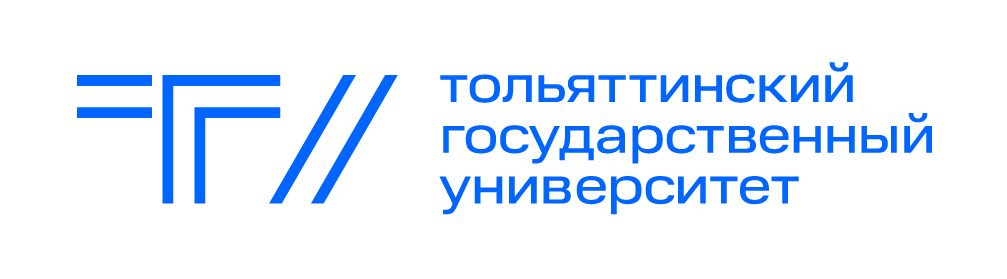 тольяттинский
государственный
университет